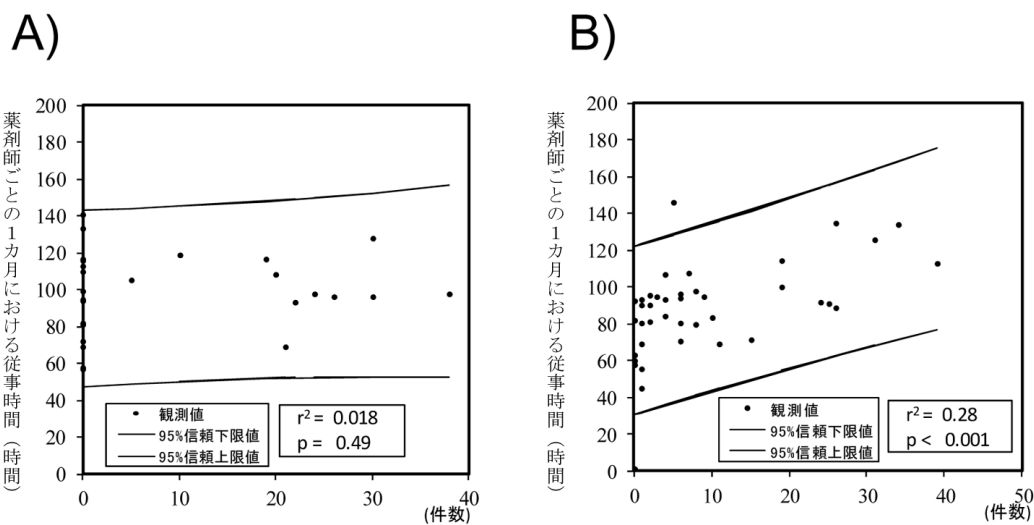 A)
薬剤師ごとの１カ月における従事時間（時間）
200
180
160
140
120
100
80
60
40
20
0
観測値
95%信頼下限値
95%信頼上限値
r2 = 0.018
p = 0.49
0
10
20
30
40
(件数)
B)
薬剤師ごとの１カ月における従事時間（時間）
200
180
160
140
120
100
80
60
40
20
0
観測値
95%信頼下限値
95%信頼上限値
r2 = 0.28
p < 0.001
0
10
20
30
40
50
(件数)